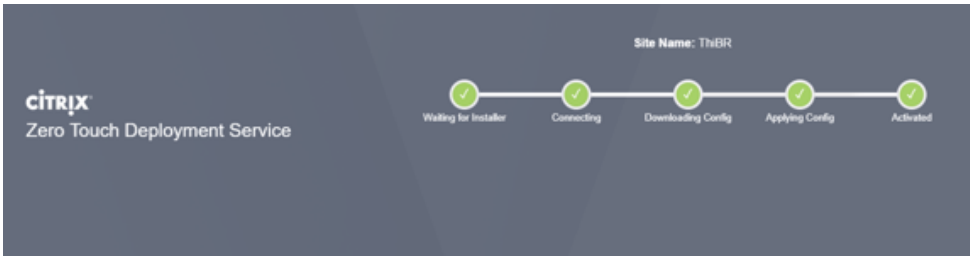 Site Name: ThiBR
CITRIX
Zero Touch Deployment Service
Waiting for Installer
Connecting
Downloading Config
Applying Config
Activated